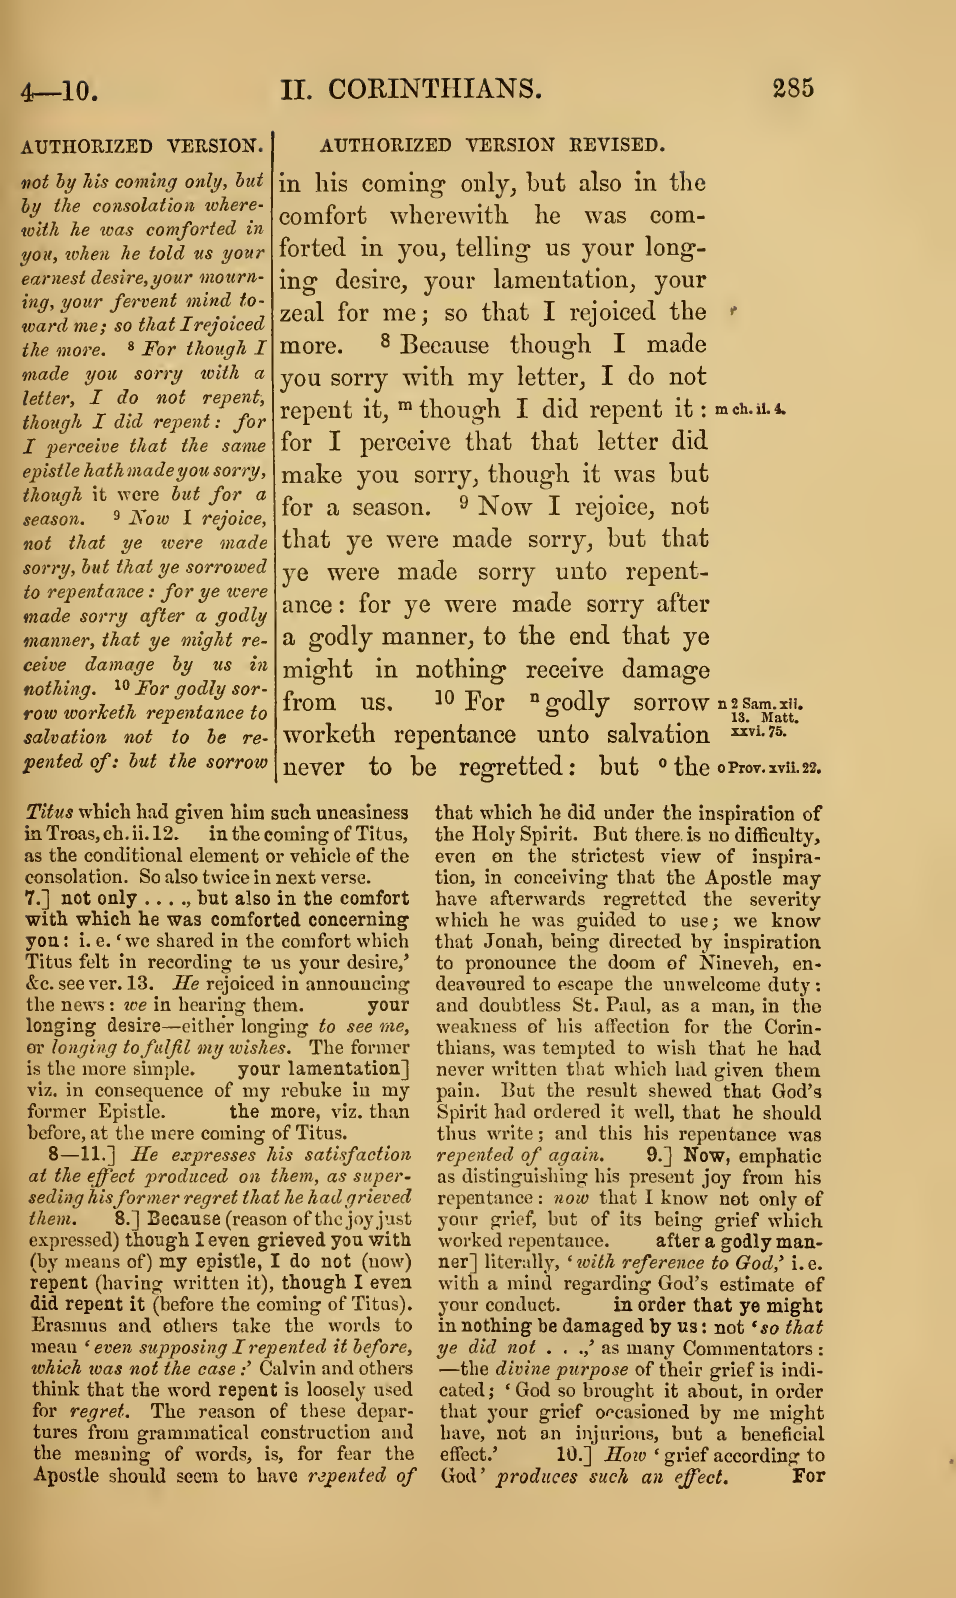 4—10.
II. CORINTHIANS.
285
AUTHORIZED VERSION.
not by his coming only, but
by the consolation where-
with he was comforted in
you, when he told us your
earnest desire, your mourn-
ing, your fervent mind to-
ward me; so that I rejoiced
the more. 8 For though I
made you sorry with a
letter, I do not repent,
though I did repent: for
I perceive that the same
epistle hath made you sorry,
though it were but for a
season. 9 Now I rejoice,
not that ye were made
sorry, but that ye sorrowed
to repentance: for ye were
made sorry after a godly
manner, that ye might re-
ceive damage by us in
nothing. 10 For godly sor-
row worketh repentance to
salvation not to be re-
pented of: but the sorrow
AUTHORIZED VERSION REVISED.
in his coming only, but also in the
comfort wherewith he was com-
forted in you, telling us your long-
ing desire, your lamentation, your
zeal for me; so that I rejoiced the
more. 8 Because though I made
you sorry with my letter, I do not
repent it, m though I did repent it:
for I perceive that that letter did
make you sorry, though it was but
for a season. 9 Now I rejoice, not
that ye were made sorry, but that
ye were made sorry unto repent-
ance: for ye were made sorry after
a godly manner, to the end that ye
might in nothing receive damage
from us. 10 For n godly sorrow
worketh repentance unto salvation
never to be regretted: but o the
m ch. ii. 4.
n 2 Sam. xii.
13. Matt.
xxvi. 75.
o Prov. xvii. 22.
Titus which had given him such uneasiness
in Troas, ch. ii. 12. in the coming of Titus,
as the conditional element or vehicle of the
consolation. So also twice in next verse.
7.] not only . . . ., but also in the comfort
with which he was comforted concerning
you: i. e. ‘we shared in the comfort which
Titus felt in recording to us your desire,’
&c. see ver. 13. He rejoiced in announcing
the news: we in hearing them. your
longing desire—either longing to see me,
or longing to fulfil my wishes. The former
is the more simple. your lamentation]
viz. in consequence of my rebuke in my
former Epistle. the more, viz. than
before, at the mere coming of Titus.
8—11.] He expresses his satisfaction
at the effect produced on them, as super-
seding his former regret that he had grieved
them. 8.] Because (reason of the joy just
expressed) though I even grieved you with
(by means of) my epistle, I do not (now)
repent (having written it), though I even
did repent it (before the coming of Titus).
Erasmus and others take the words to
mean ‘even supposing I repented it before,
which was not the case:’ Calvin and others
think that the word repent is loosely used
for regret. The reason of these depar-
tures from grammatical construction and
the meaning of words, is, for fear the
Apostle should seem to have repented of
that which he did under the inspiration of
the Holy Spirit. But there is no difficulty,
even on the strictest view of inspira-
tion, in conceiving that the Apostle may
have afterwards regretted the severity
which he was guided to use; we know
that Jonah, being directed by inspiration
to pronounce the doom of Nineveh, en-
deavoured to escape the unwelcome duty:
and doubtless St. Paul, as a man, in the
weakness of his affection for the Corin-
thians, was tempted to wish that he had
never written that which had given them
pain. But the result shewed that God's
Spirit had ordered it well, that he should
thus write; and this his repentance was
repented of again. 9.] Now, emphatic
as distinguishing his present joy from his
repentance: now that I know not only of
your grief, but of its being grief which
worked repentance. after a godly man-
ner] literally, ‘with reference to God,’ i. e.
with a mind regarding God's estimate of
your conduct. in order that ye might
in nothing be damaged by us: not ‘so that
ye did not . . .,’ as many Commentators:
—the divine purpose of their grief is indi-
cated; ‘God so brought it about, in order
that your grief occasioned by me might
have, not an injurious, but a beneficial
effect.’ 10.] How ‘grief according to
God’ produces such an effect. For